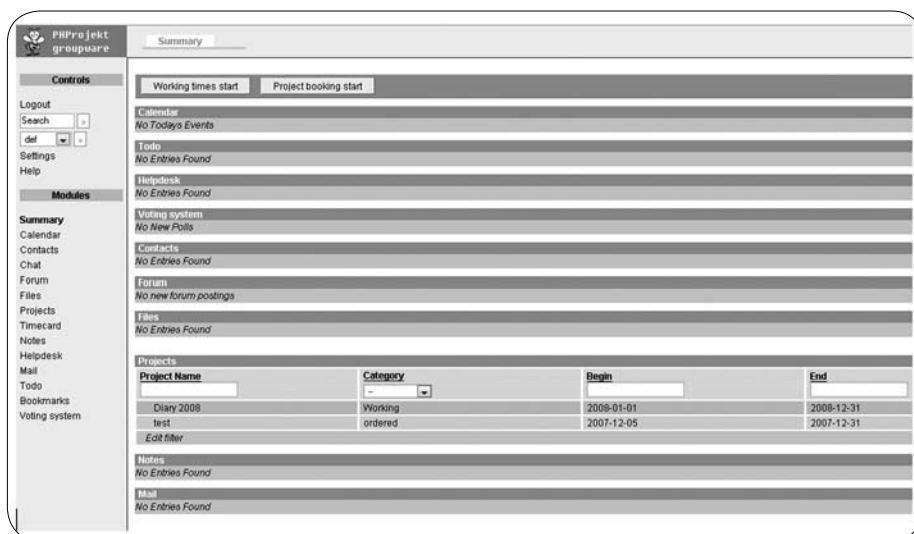 PHProjekt
groupware
Summary
Controls
Logout
Search »
def »
Settings
Help
Modules
Summary
Calendar
Contacts
Chat
Forum
Files
Projects
Timecard
Notes
Helpdesk
Mail
Todo
Bookmarks
Voting system
Working times start Project booking start
Calendar
No Todays Events
Todo
No Entries Found
Helpdesk
No Entries Found
Voting system
No New Polls
Contacts
No Entries Found
Forum
No new forum postings
Files
No Entries Found
Projects
Project Name Category Begin End
--
Diary 2008 Working 2008-01-01 2008-12-31
test ordered 2007-12-05 2007-12-31
Edit filter
Notes
No Entries Found
Mail
No Entries Found